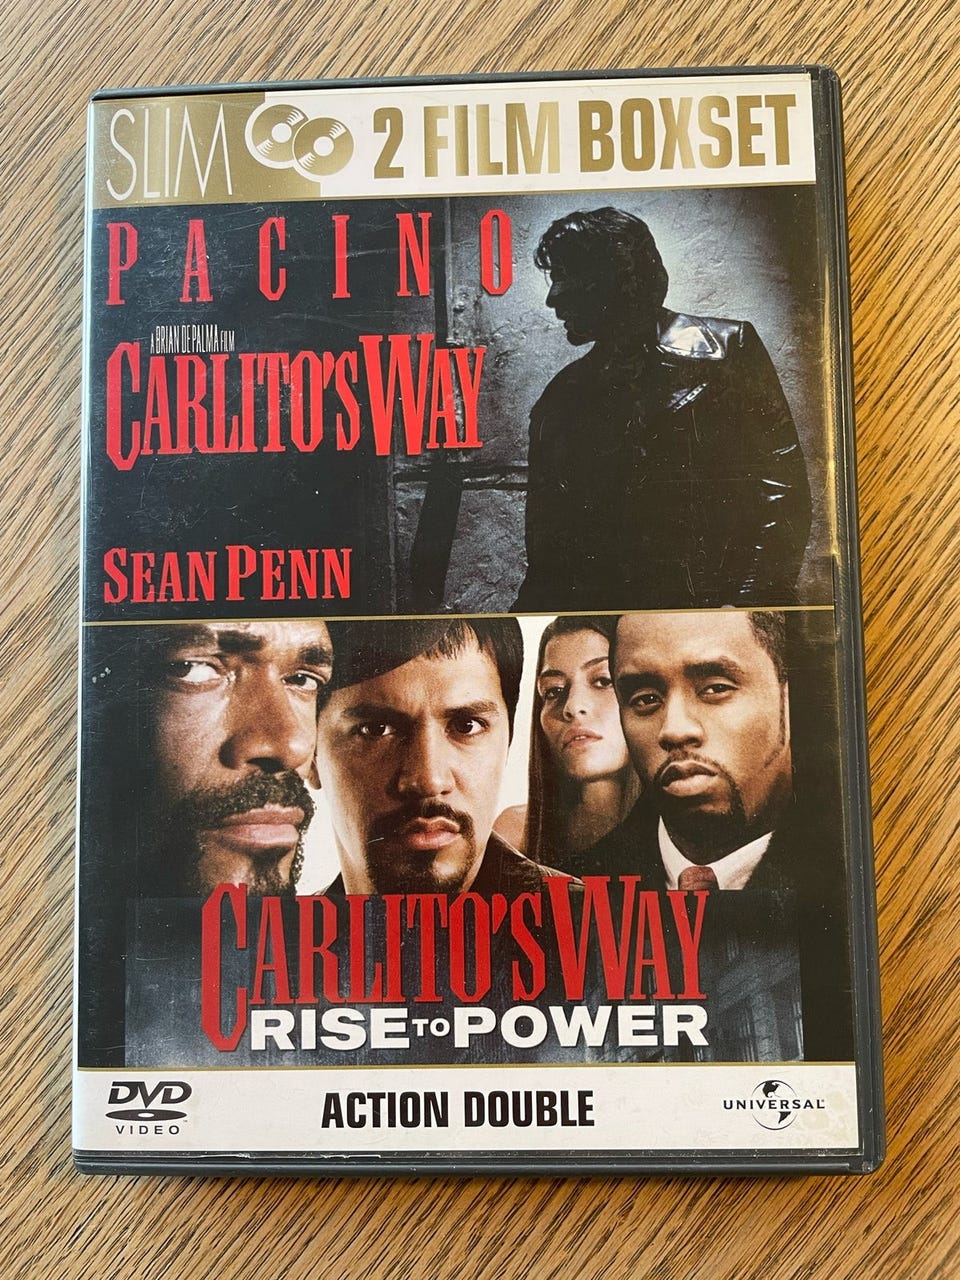 SLIM 2 FILM BOXSET
PACINO
A BRIAN DE PALMA FILM
CARLITO'S WAY
SEAN PENN
CARLITO'S WAY
RISE TO POWER
DVD
VIDEO
™
ACTION DOUBLE
UNIVERSAL